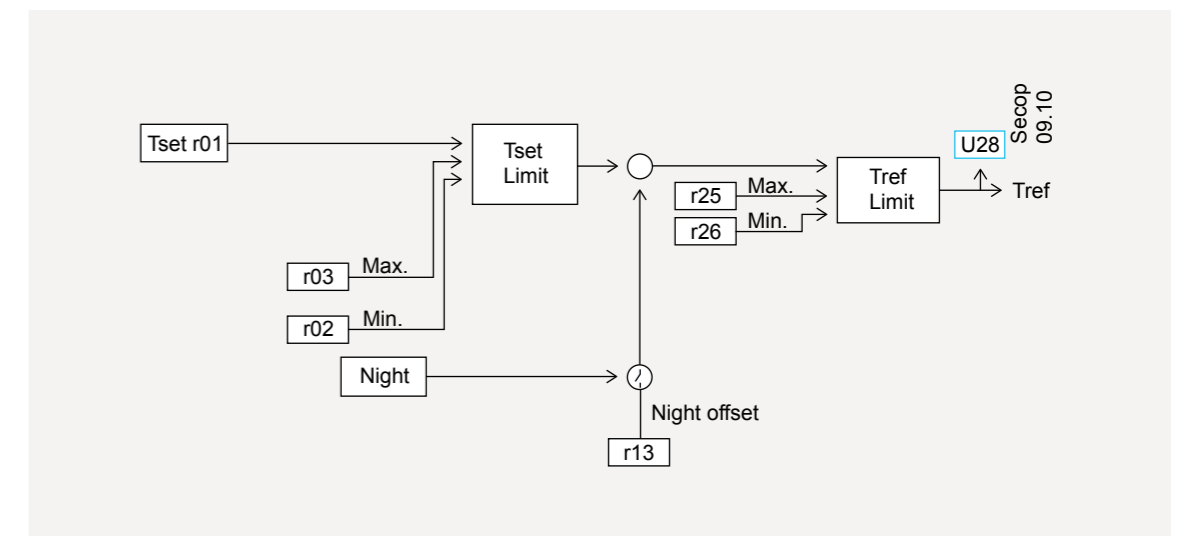 Secop
09.10
Tset r01
Tset
Limit
U28
Tref
Limit
Tref
r25
Max.
r26
Min.
r03
Max.
r02
Min.
Night
Night offset
r13